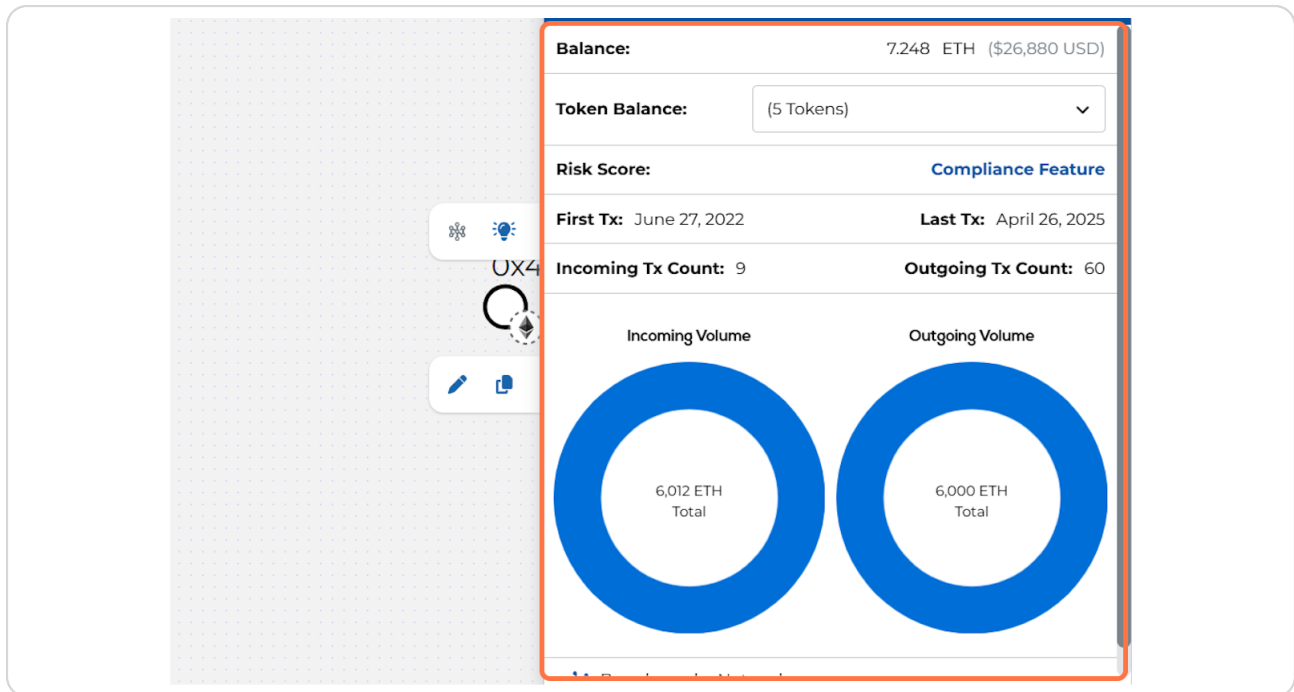 Balance: 7.248 ETH ($26,880 USD)
Token Balance: (5 Tokens)
Risk Score: Compliance Feature
First Tx: June 27, 2022 Last Tx: April 26, 2025
0x4
Incoming Tx Count: 9 Outgoing Tx Count: 60
Incoming Volume Outgoing Volume
6,012 ETH 6,000 ETH
Total Total